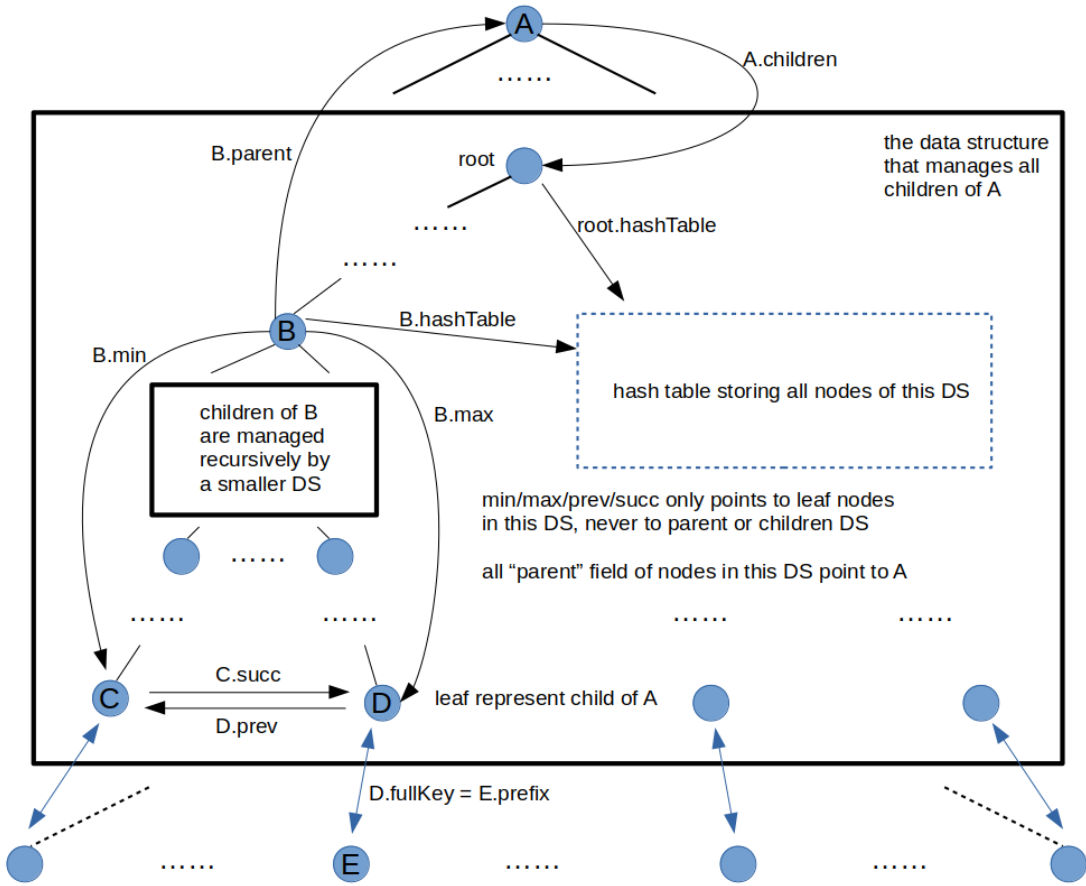 A
……
A.children
the data structure
that manages all
children of A
B.parent
root
root.hashTable
……
……
B
B.hashTable
B.min
B.max
hash table storing all nodes of this DS
children of B
are managed
recursively by
a smaller DS
min/max/prev/succ only points to leaf nodes
in this DS, never to parent or children DS
……
all “parent” field of nodes in this DS point to A
……
……
……
……
C.succ
C
D
leaf represent child of A
D.prev
D.fullKey = E.prefix
……
E
……
……